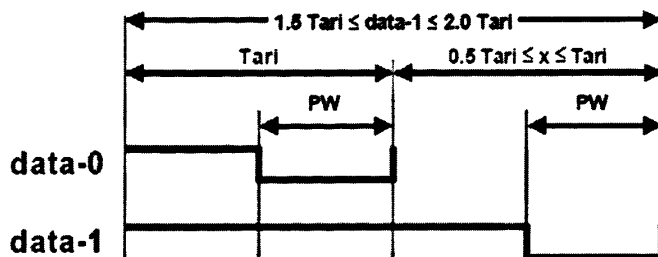 1.5 Tari ≤ data-1 ≤ 2.0 Tari
Tari 0.5 Tari ≤ x ≤ Tari
PW PW
data-0
data-1